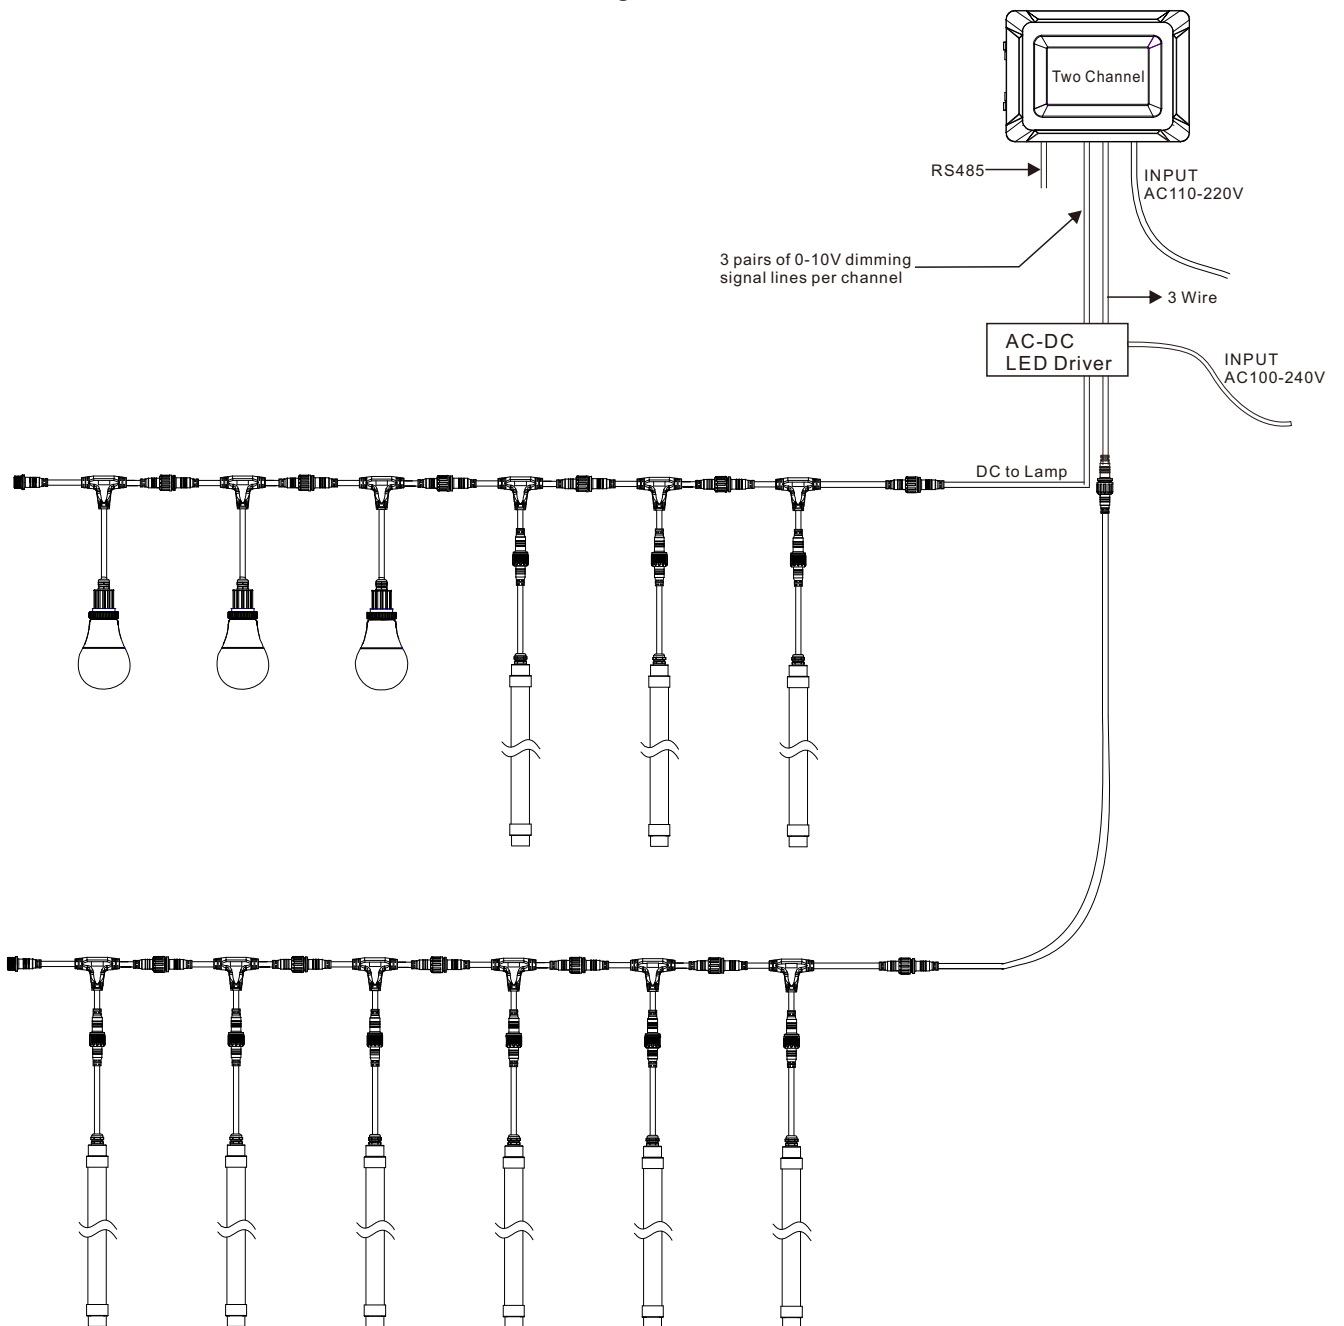 Two Channel
RS485
INPUT
AC110-220V
3 pairs of 0-10V dimming
signal lines per channel
3 Wire
AC-DC
LED Driver
INPUT
AC100-240V
DC to Lamp